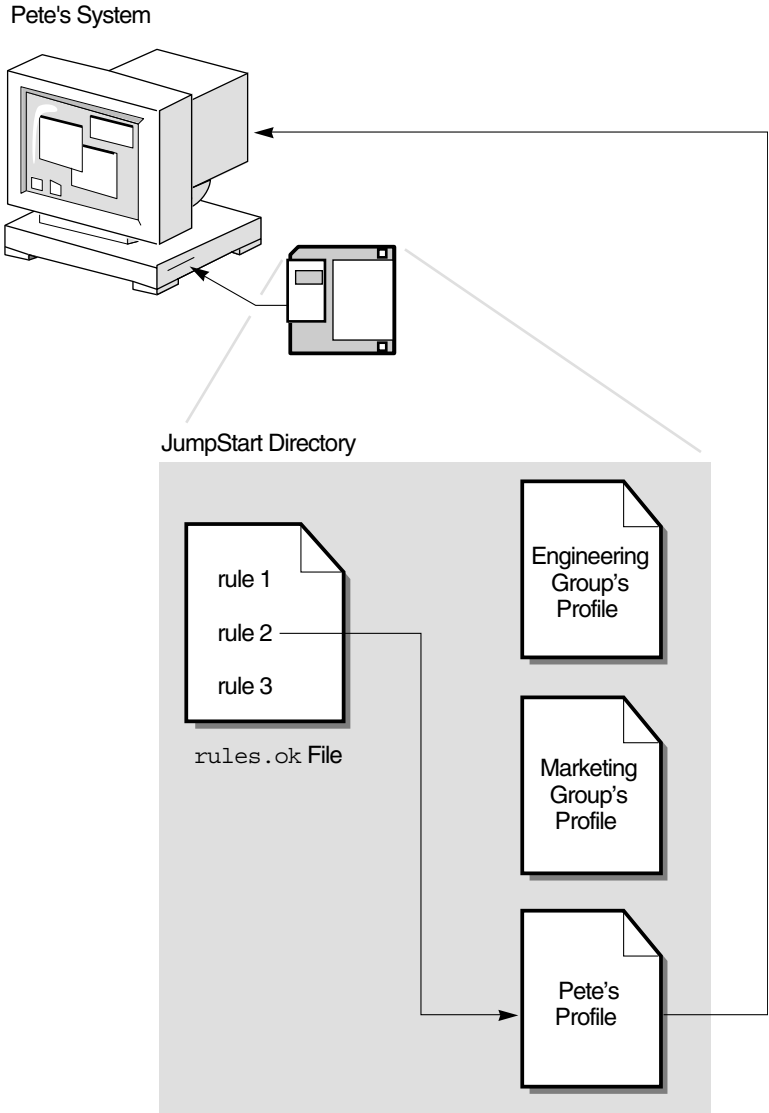 Pete's System
JumpStart Directory
rule 1
rule 2
rule 3
rules.ok File
Engineering
Group’s
Profile
Marketing
Group’s
Profile
Pete’s
Profile